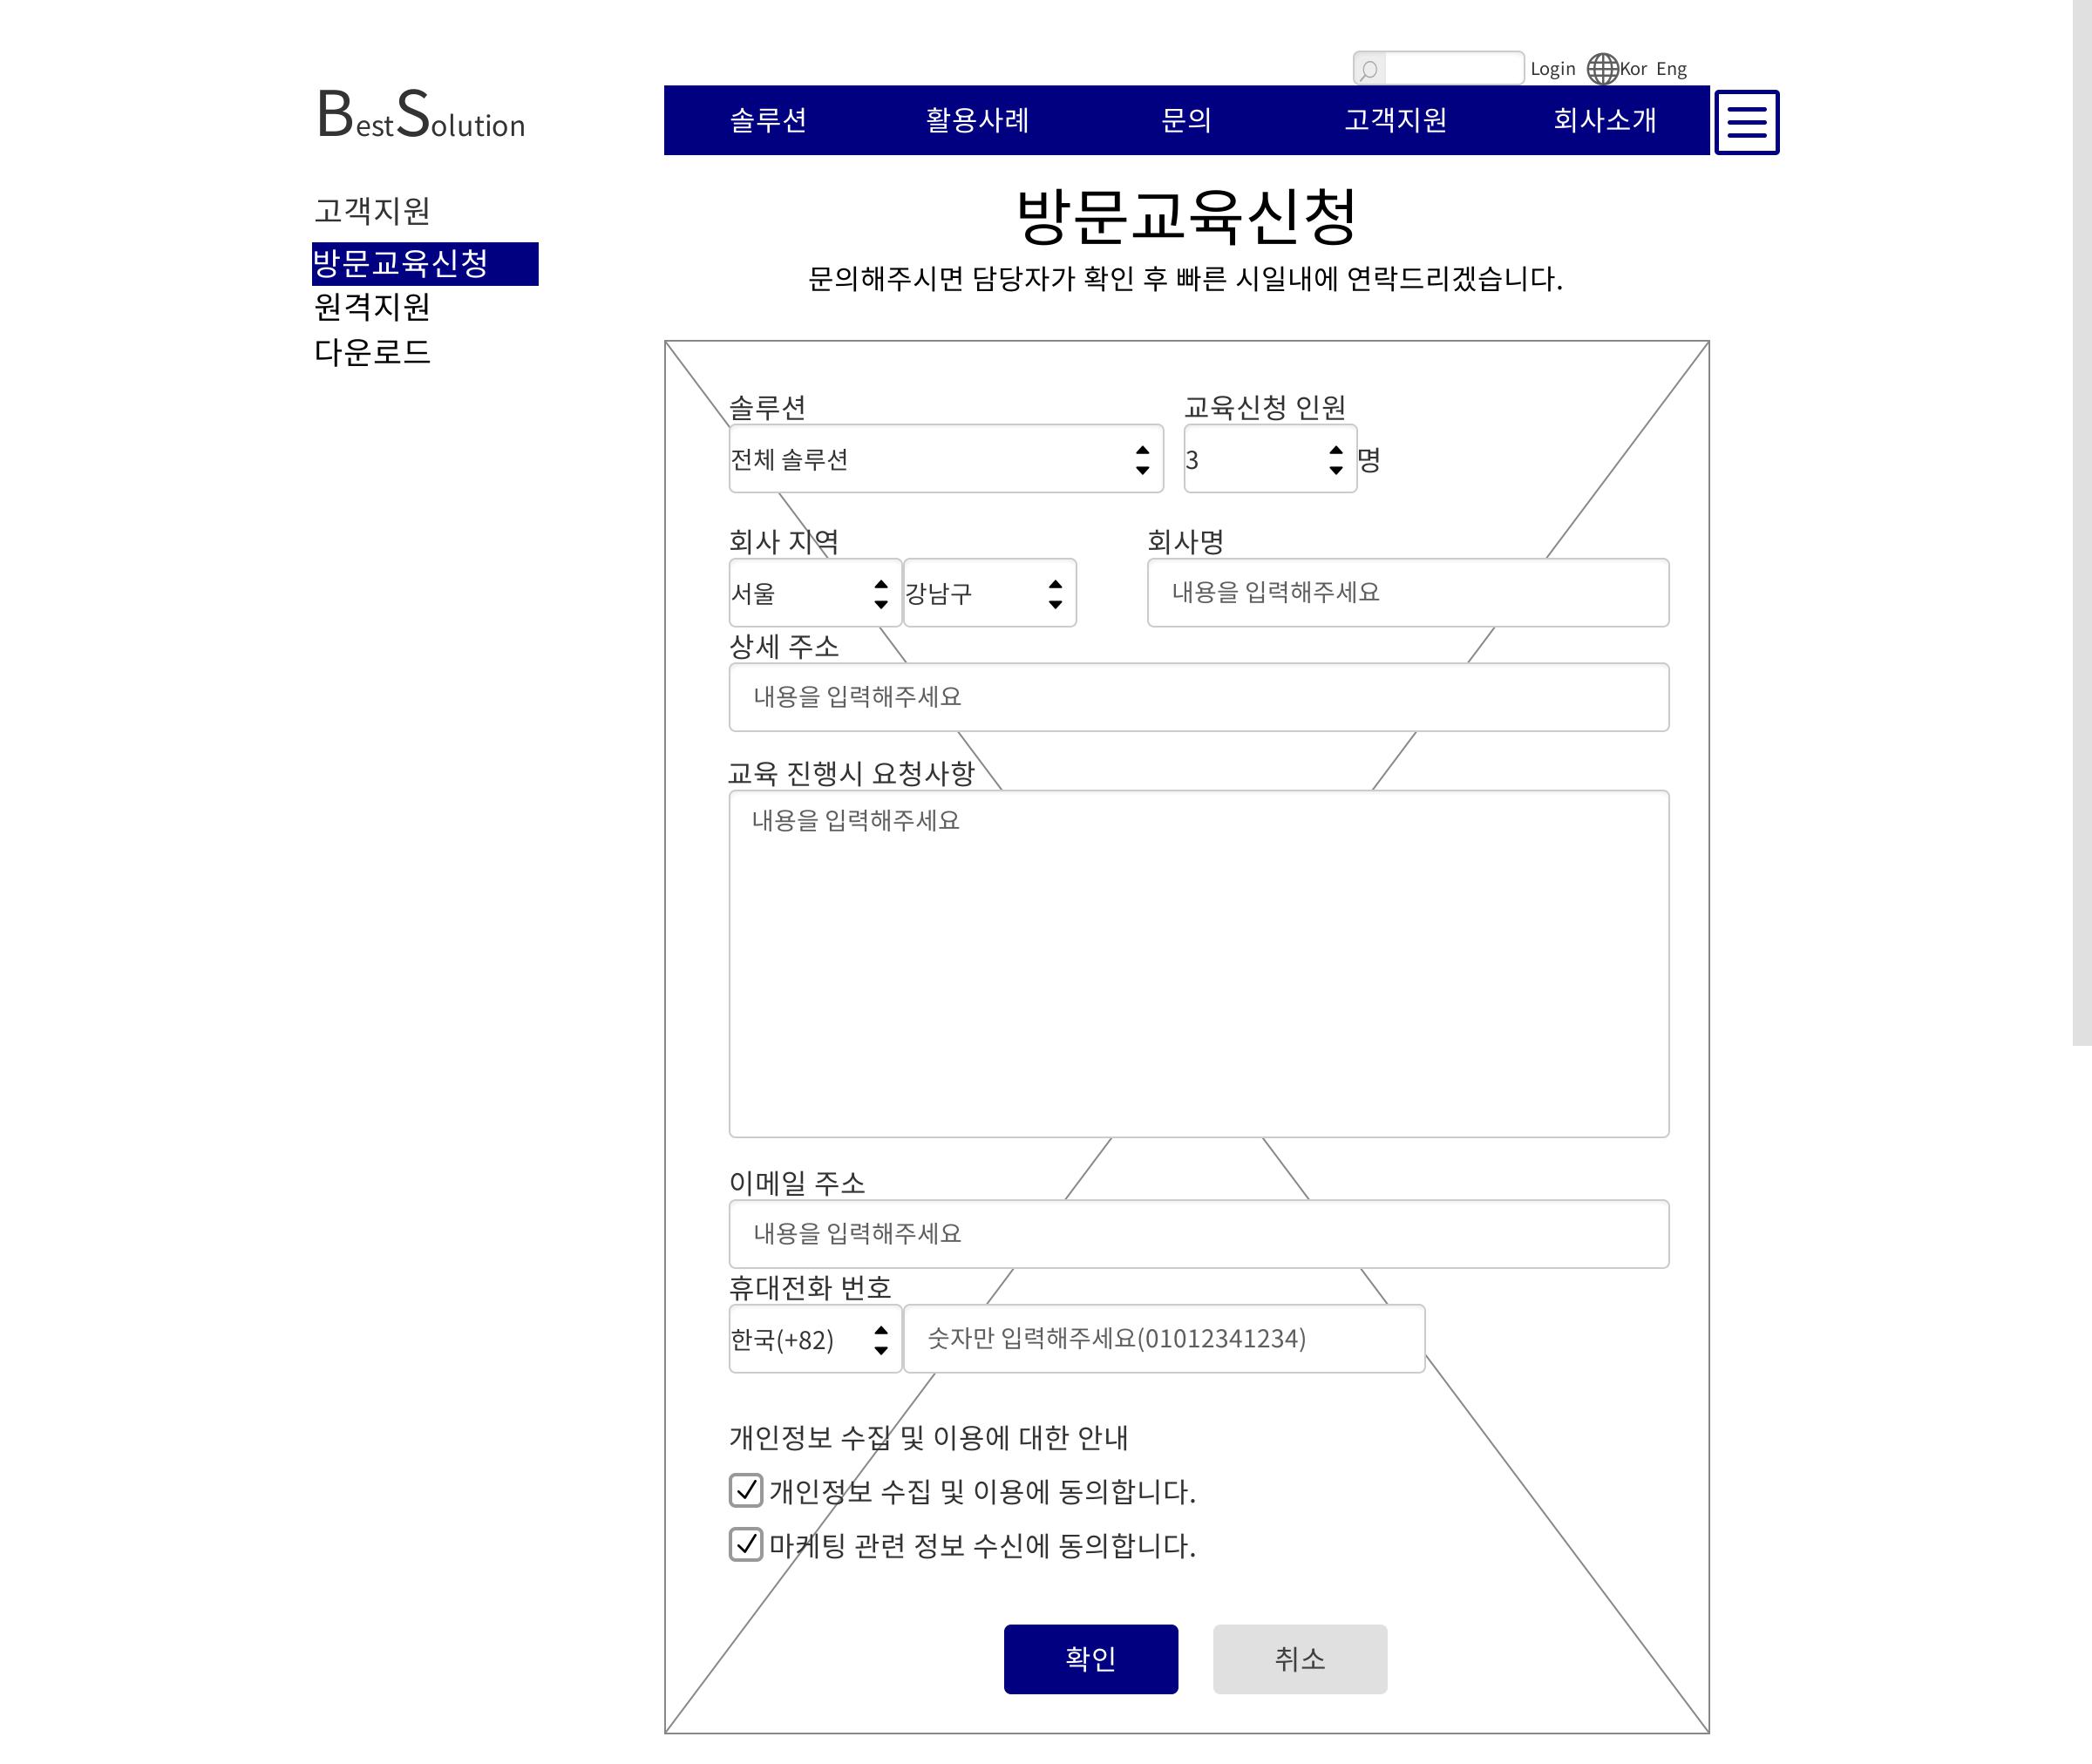 Login Kor Eng
BestSolution
솔루션 활용사례 문의 고객지원 회사소개
고객지원
방문교육신청
원격지원
다운로드
방문교육신청
문의해주시면 담당자가 확인 후 빠른 시일내에 연락드리겠습니다.
솔루션 교육신청 인원
전체 솔루션 3 명
회사 지역 회사명
서울 강남구 내용을 입력해주세요
상세 주소
내용을 입력해주세요
교육 진행시 요청사항
내용을 입력해주세요
이메일 주소
내용을 입력해주세요
휴대전화 번호
한국(+82) 숫자만 입력해주세요(01012341234)
개인정보 수집 및 이용에 대한 안내
개인정보 수집 및 이용에 동의합니다.
마케팅 관련 정보 수신에 동의합니다.
확인 취소